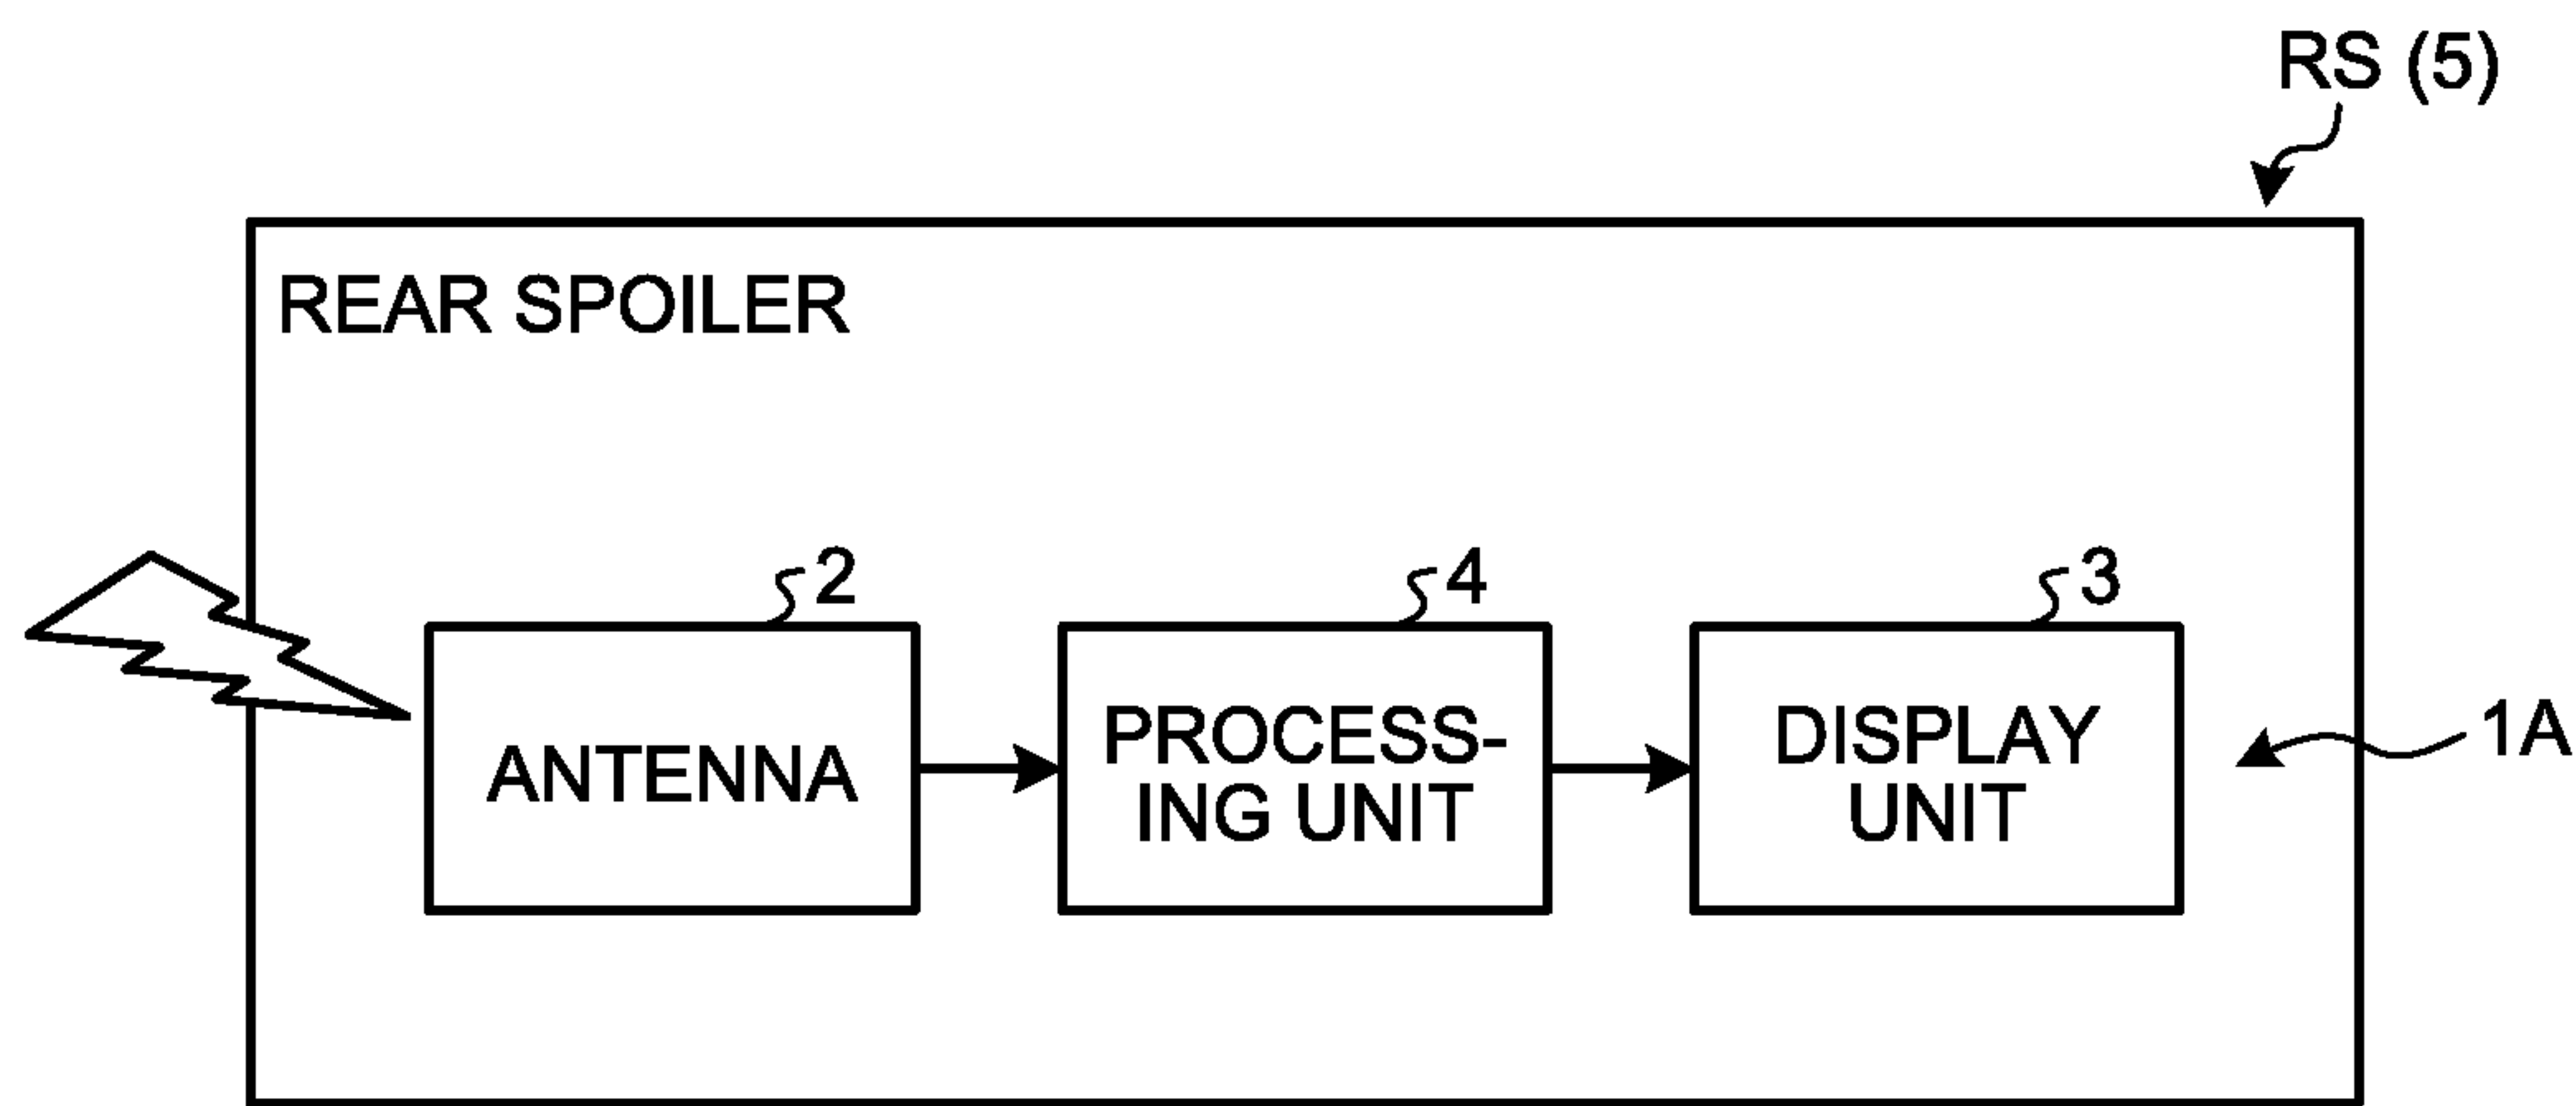 RS (5)
REAR SPOILER
2
4
3
ANTENNA
PROCESS-
ING UNIT
DISPLAY
UNIT
1A